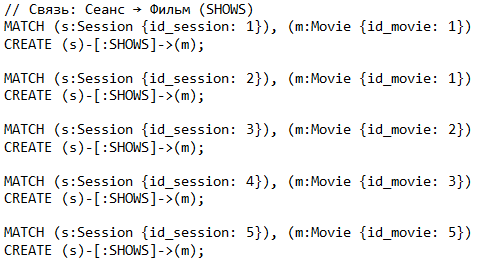 // Связь: Сеанс → Фильм (SHOWS)
MATCH (s:Session {id_session: 1}), (m:Movie {id_movie: 1})
CREATE (s)-[:SHOWS]->(m);
MATCH (s:Session {id_session: 2}), (m:Movie {id_movie: 1})
CREATE (s)-[:SHOWS]->(m);
MATCH (s:Session {id_session: 3}), (m:Movie {id_movie: 2})
CREATE (s)-[:SHOWS]->(m);
MATCH (s:Session {id_session: 4}), (m:Movie {id_movie: 3})
CREATE (s)-[:SHOWS]->(m);
MATCH (s:Session {id_session: 5}), (m:Movie {id_movie: 5})
CREATE (s)-[:SHOWS]->(m);